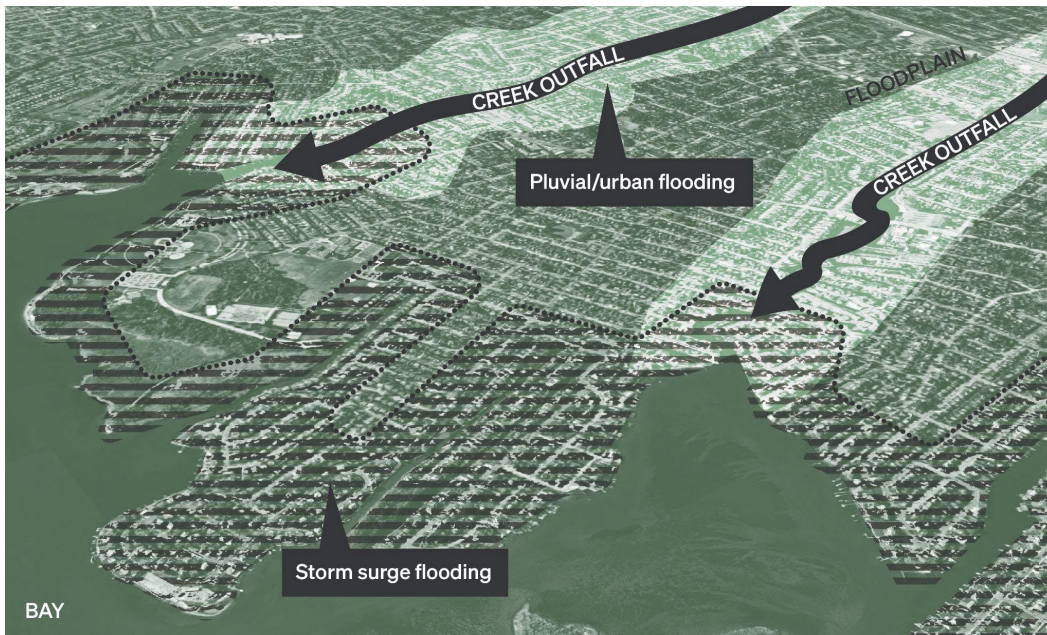 CREEK OUTFALL
FLOODPLAIN
CREEK OUTFALL
Pluvial/urban flooding
Storm surge flooding
BAY